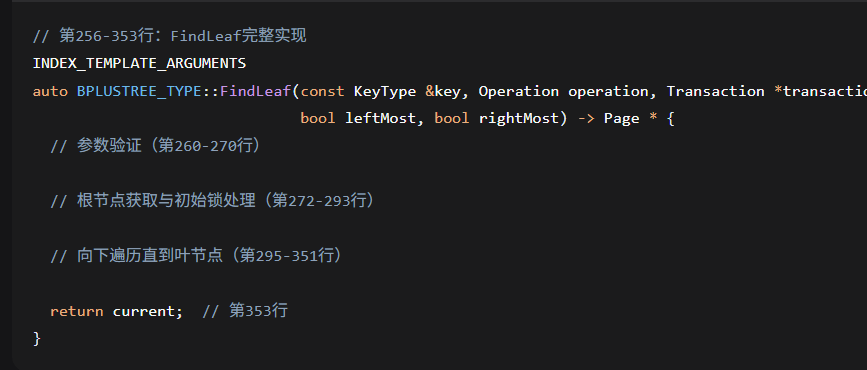 // 第256-353行：FindLeaf完整实现
INDEX_TEMPLATE_ARGUMENTS
auto BPLUSTREE_TYPE::FindLeaf(const KeyType &key, Operation operation, Transaction *transactio
bool leftMost, bool rightMost) -> Page * {
// 参数验证（第260-270行）
// 根节点获取与初始锁处理（第272-293行）
// 向下遍历直到叶节点（第295-351行）
return current;  // 第353行
}